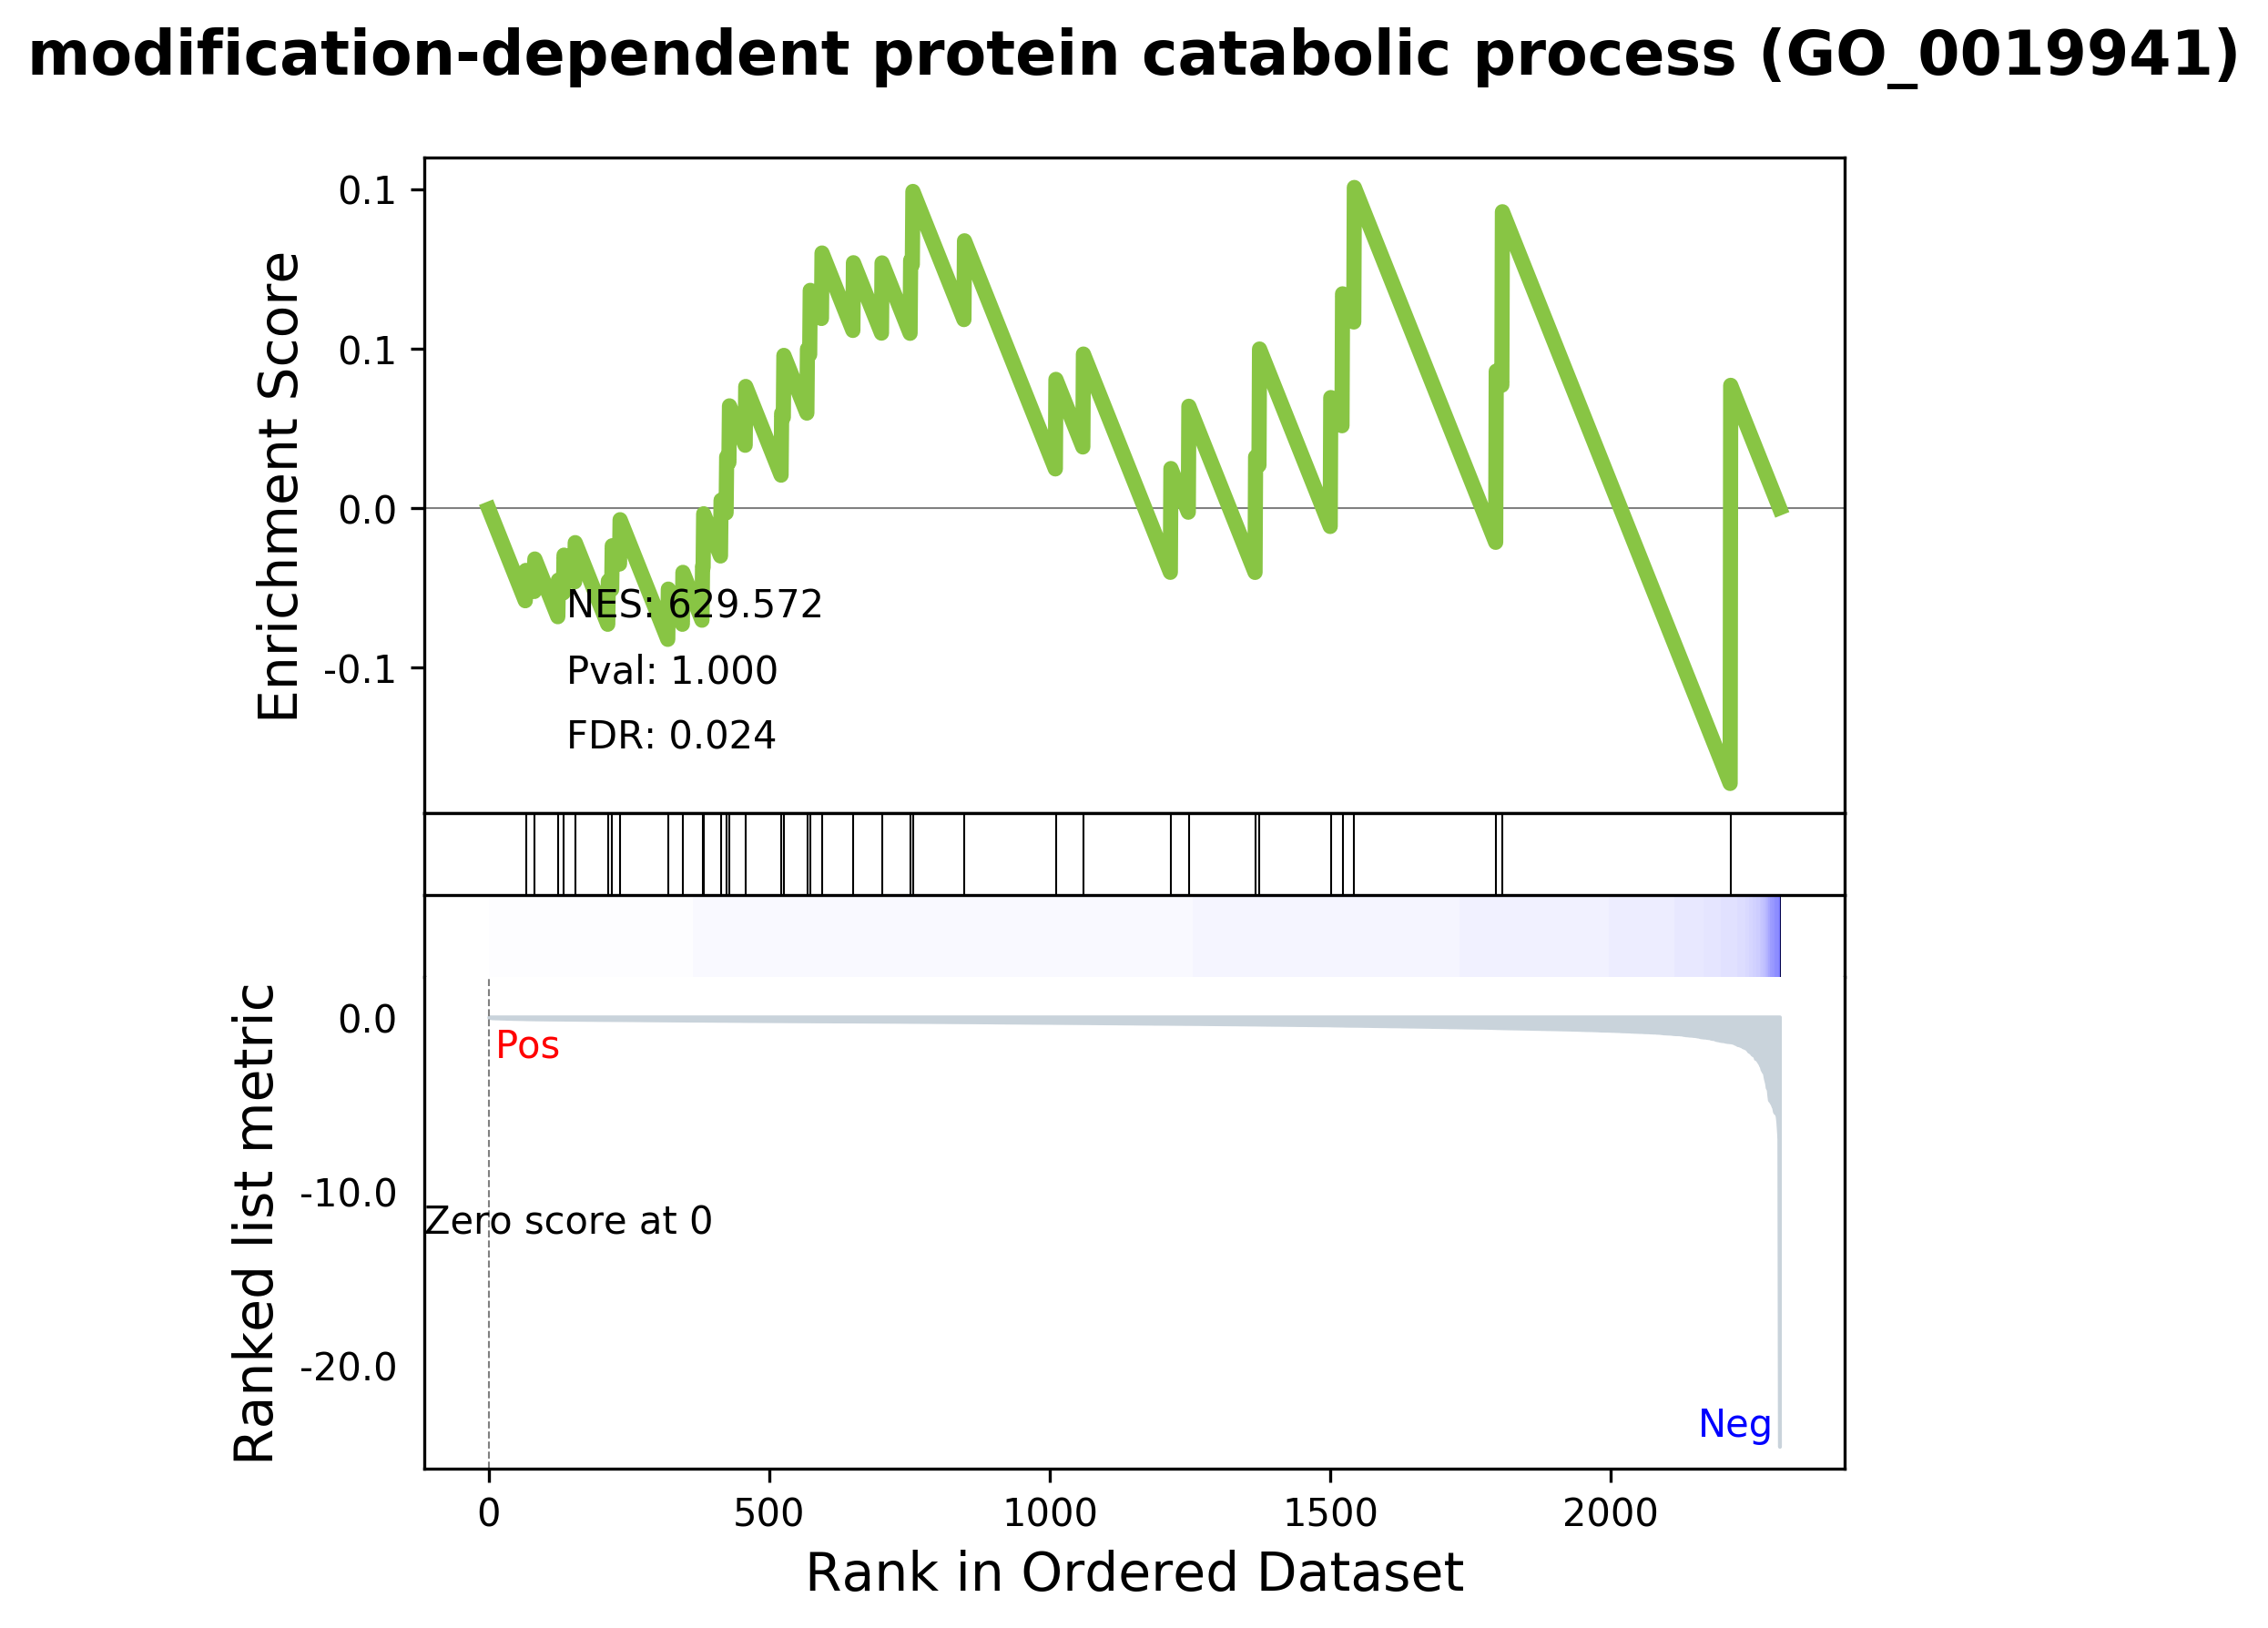 modification-dependent protein catabolic process (GO_0019941)
Enrichment Score
0.1
0.1
0.0
-0.1
NES: 629.572
Pval: 1.000
FDR: 0.024
Ranked list metric
0.0
-10.0
-20.0
Pos
Zero score at 0
Neg
0 500 1000 1500 2000
Rank in Ordered Dataset